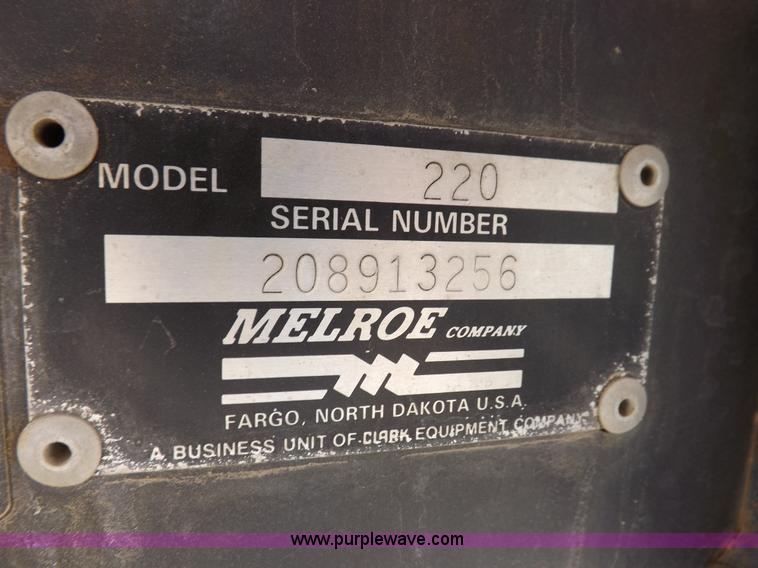 MODEL 220
SERIAL NUMBER
208913256
MELROE COMPANY
FARGO, NORTH DAKOTA U.S.A.
A BUSINESS UNIT OF CLARK EQUIPMENT COMPANY
www.purplewave.com